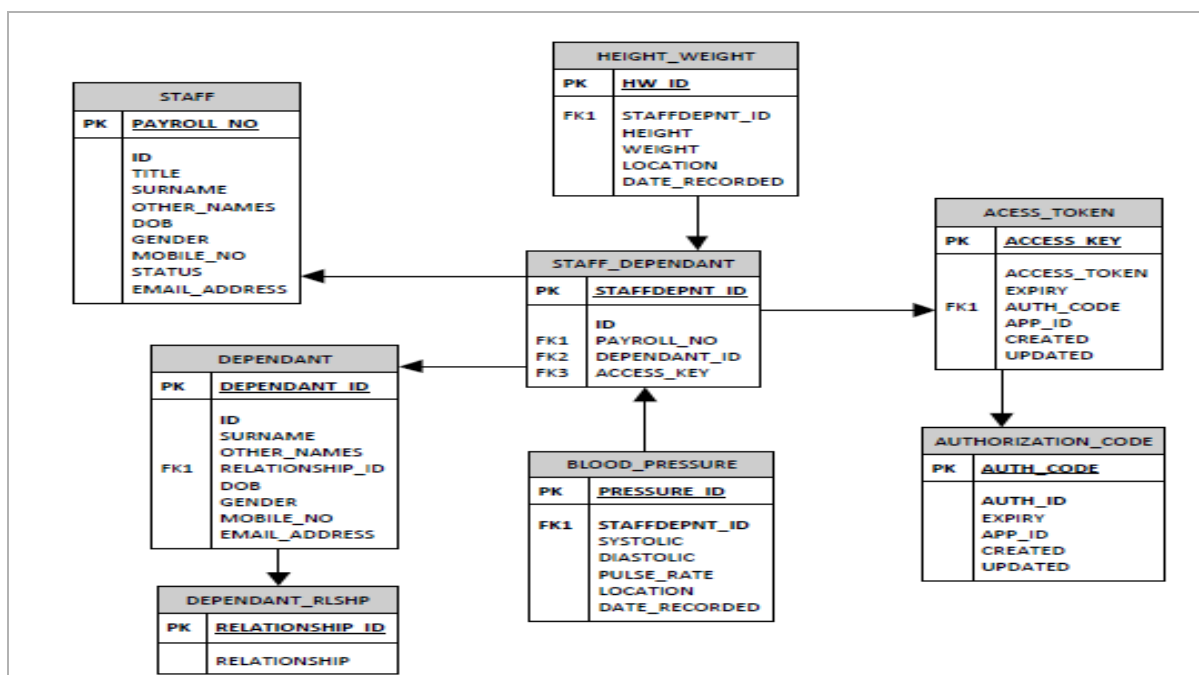 STAFF
PK PAYROLL_NO
ID
TITLE
SURNAME
OTHER_NAMES
DOB
GENDER
MOBILE_NO
STATUS
EMAIL_ADDRESS
HEIGHT_WEIGHT
PK HW_ID
FK1 STAFFDEPNT_ID
HEIGHT
WEIGHT
LOCATION
DATE_RECORDED
ACESS_TOKEN
PK ACCESS_KEY
ACCESS_TOKEN
EXPIRY
FK1 AUTH_CODE
APP_ID
CREATED
UPDATED
STAFF_DEPENDANT
PK STAFFDEPNT_ID
ID
FK1 PAYROLL_NO
FK2 DEPENDANT_ID
FK3 ACCESS_KEY
DEPENDANT
PK DEPENDANT_ID
ID
SURNAME
OTHER_NAMES
FK1 RELATIONSHIP_ID
DOB
GENDER
MOBILE_NO
EMAIL_ADDRESS
BLOOD_PRESSURE
PK PRESSURE_ID
FK1 STAFFDEPNT_ID
SYSTOLIC
DIASTOLIC
PULSE_RATE
LOCATION
DATE_RECORDED
AUTHORIZATION_CODE
PK AUTH_CODE
AUTH_ID
EXPIRY
APP_ID
CREATED
UPDATED
DEPENDANT_RLSHP
PK RELATIONSHIP_ID
RELATIONSHIP